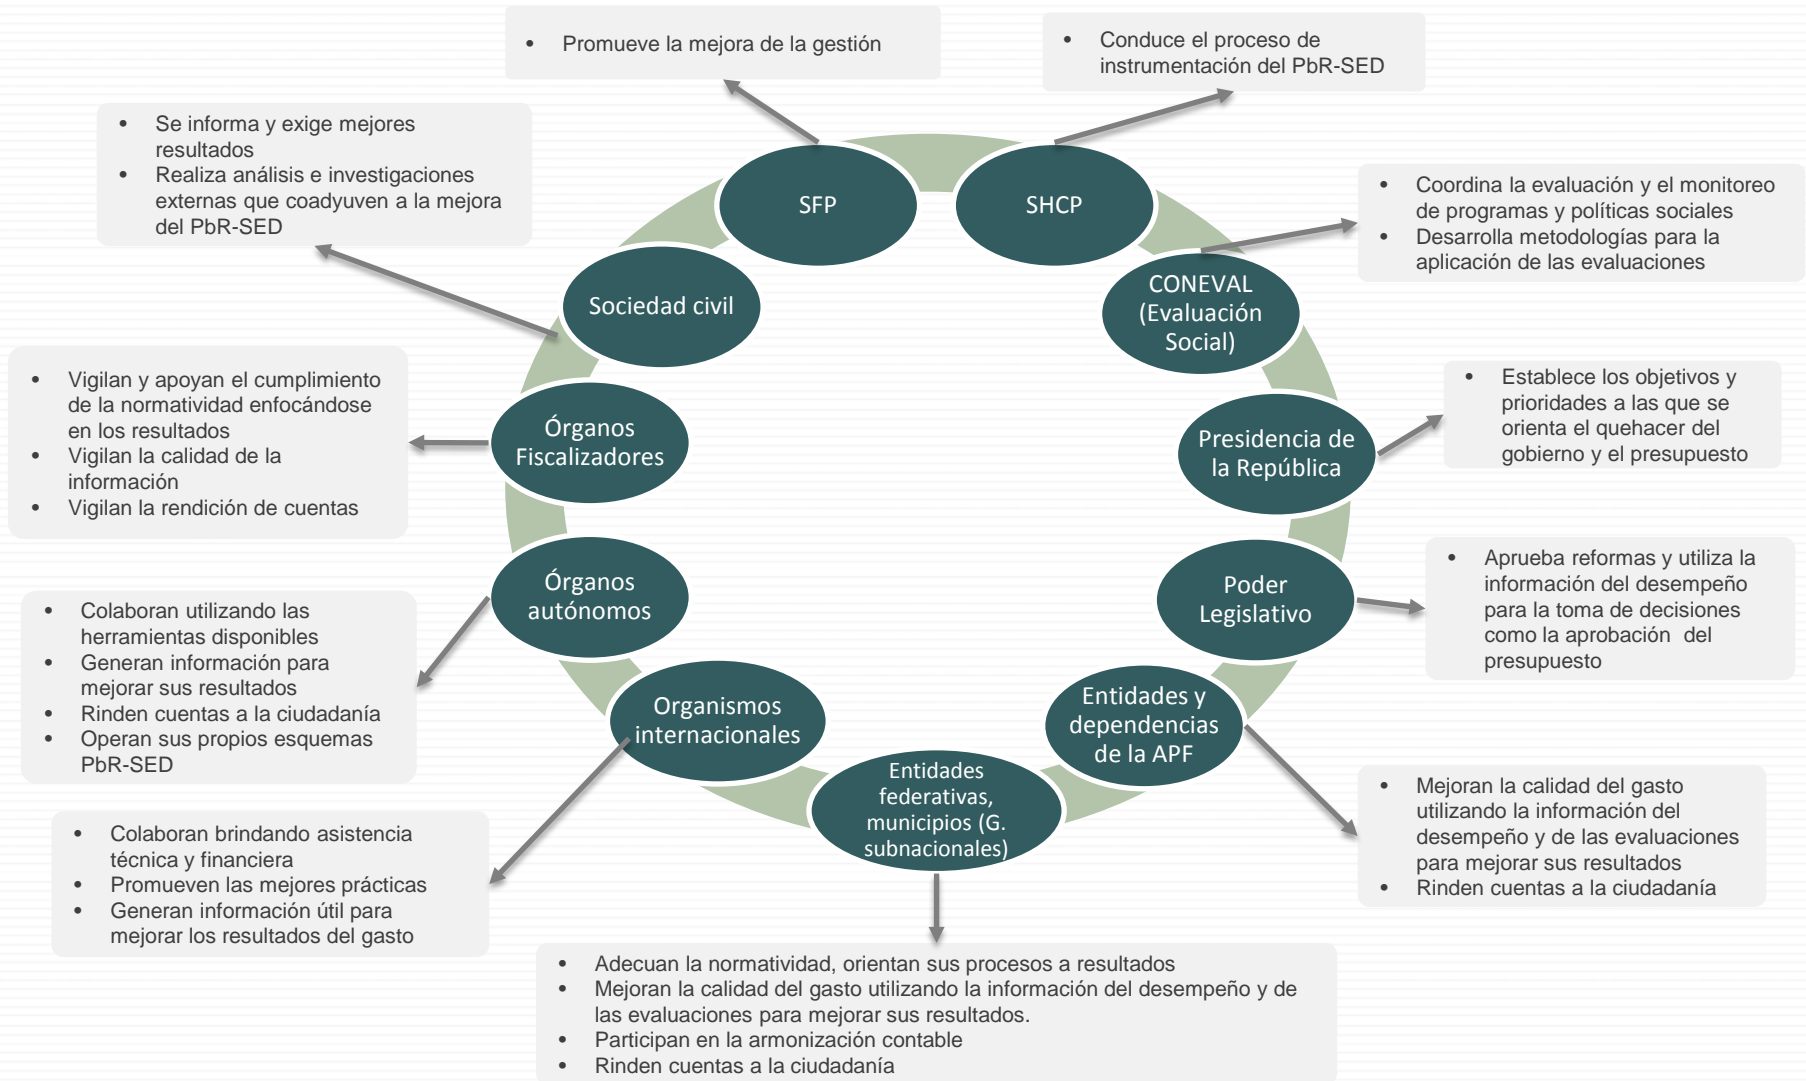 • Promueve la mejora de la gestión
• Conduce el proceso de
instrumentación del PbR-SED
• Se informa y exige mejores
resultados
• Realiza análisis e investigaciones
externas que coadyuven a la mejora
del PbR-SED
SFP
SHCP
• Coordina la evaluación y el monitoreo
de programas y políticas sociales
• Desarrolla metodologías para la
aplicación de las evaluaciones
Sociedad civil
CONEVAL
(Evaluación
Social)
• Vigilan y apoyan el cumplimiento
de la normatividad enfocándose
en los resultados
• Vigilan la calidad de la
información
• Vigilan la rendición de cuentas
Órganos
Fiscalizadores
Presidencia de
la República
• Establece los objetivos y
prioridades a las que se
orienta el quehacer del
gobierno y el presupuesto
Órganos
autónomos
Poder
Legislativo
• Aprueba reformas y utiliza la
información del desempeño
para la toma de decisiones
como la aprobación  del
presupuesto
• Colaboran utilizando las
herramientas disponibles
• Generan información para
mejorar sus resultados
• Rinden cuentas a la ciudadanía
• Operan sus propios esquemas
PbR-SED
Organismos
internacionales
Entidades y
dependencias
de la APF
Entidades
federativas,
municipios (G.
subnacionales)
• Mejoran la calidad del gasto
utilizando la información del
desempeño y de las evaluaciones
para mejorar sus resultados
• Rinden cuentas a la ciudadanía
• Colaboran brindando asistencia
técnica y financiera
• Promueven las mejores prácticas
• Generan información útil para
mejorar los resultados del gasto
• Adecuan la normatividad, orientan sus procesos a resultados
• Mejoran la calidad del gasto utilizando la información del desempeño y de
las evaluaciones para mejorar sus resultados.
• Participan en la armonización contable
• Rinden cuentas a la ciudadanía